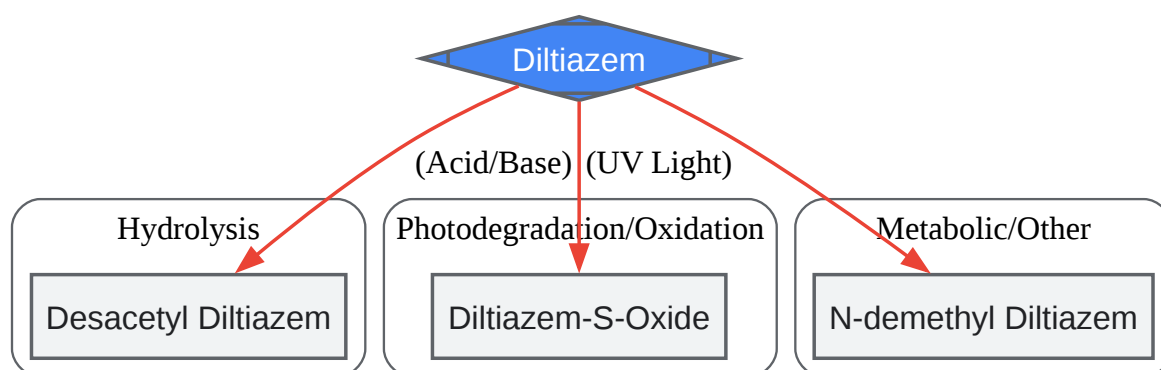 Diltiazem
(Acid/Base) (UV Light)
Hydrolysis
Photodegradation/Oxidation
Metabolic/Other
Desacetyl Diltiazem
Diltiazem-S-Oxide
N-demethyl Diltiazem